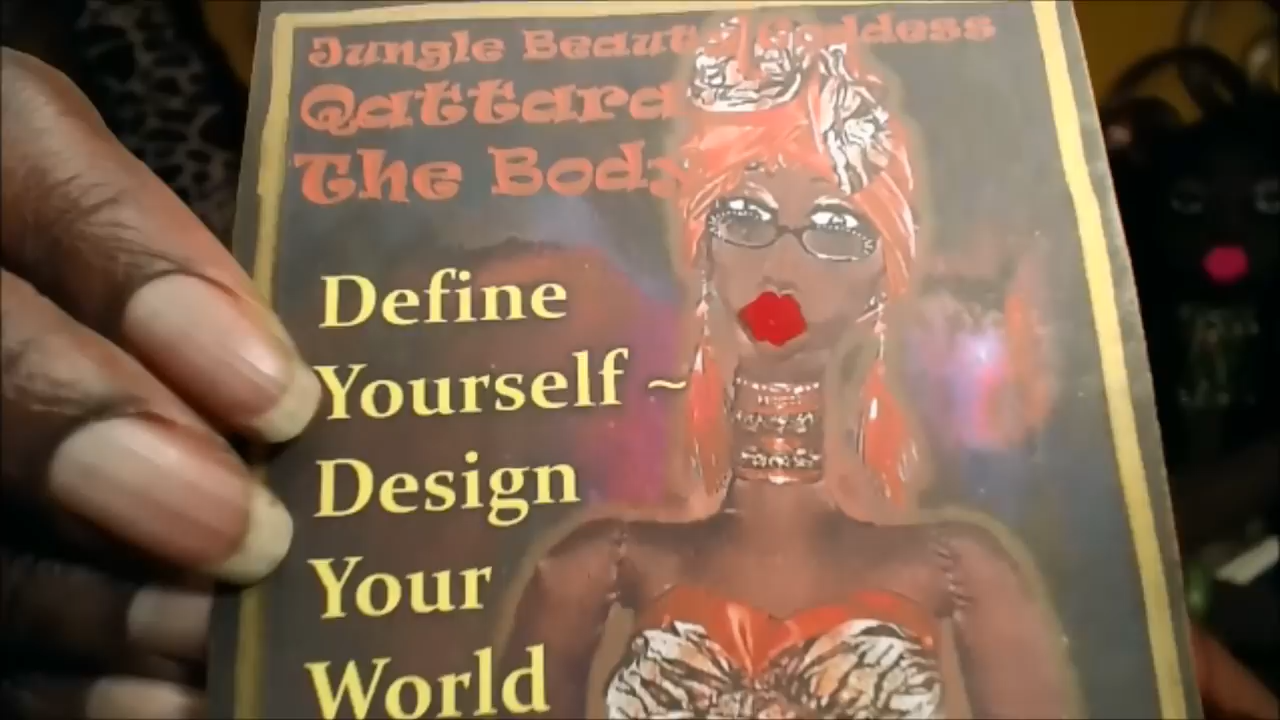 Jungle Beauty Goddess
Qattara
The Body
Define
Yourself ~
Design
Your
World